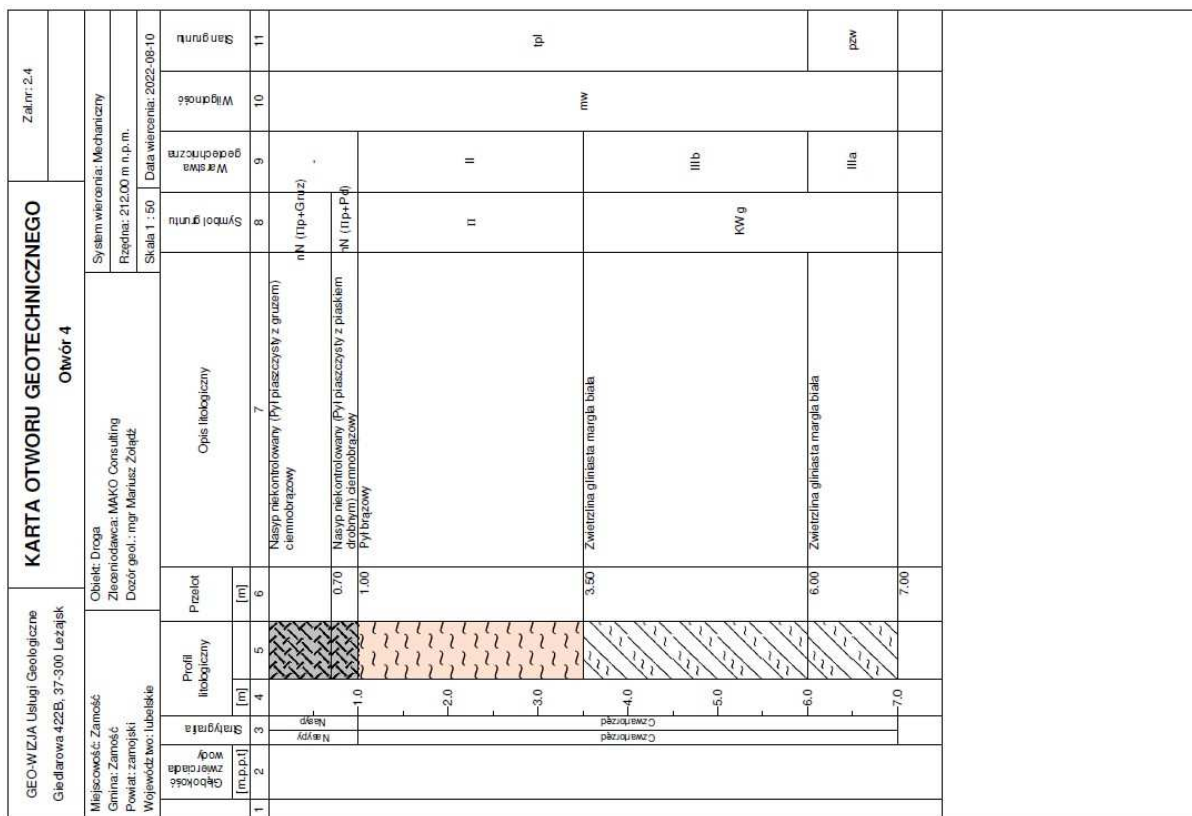 GEO-WIZJA Usługi Geologiczne
Giedlarowa 422B, 37-300 Leżajsk
KARTA OTWORU GEOTECHNICZNEGO
Otwór 4
Zał.nr: 2.4
Miejscowość: Zamość
Gmina: Zamość
Powiat: zamojski
Województwo: lubelskie
Obiekt: Droga
Zleceniodawca: MAKO Consulting
Dozór geol.: mgr Mariusz Żołądź
System wiercenia: Mechaniczny
Rzędna: 212.00 m n.p.m.
Skala 1 : 50
Data wiercenia: 2022-08-10
Głębokość zwierciadła wody
[m.p.p.t]
Stratygrafia
Profil litologiczny
[m]
Przelot
[m]
Opis litologiczny
Symbol gruntu
Warstwa geotechniczna
Wilgotność
Stan gruntu
1 2 3 4 5 6 7 8 9 10 11
Nasypy
Nasyp
Czwartorzęd
Czwartorzęd
1.0
2.0
3.0
4.0
5.0
6.0
7.0
Nasyp niekontrolowany (Pył piaszczysty z gruzem)
ciemnobrązowy
nN (Πp+Gruz)
-
0.70
Nasyp niekontrolowany (Pył piaszczysty z piaskiem
drobnym) ciemnobrązowy
nN (Πp+Pd)
1.00
Pył brązowy
Π
II
3.50
Zwietrzlina gliniasta margla biała
KWg
IIIb
mw
tpl
6.00
Zwietrzlina gliniasta margla biała
IIIa
pzw
7.00